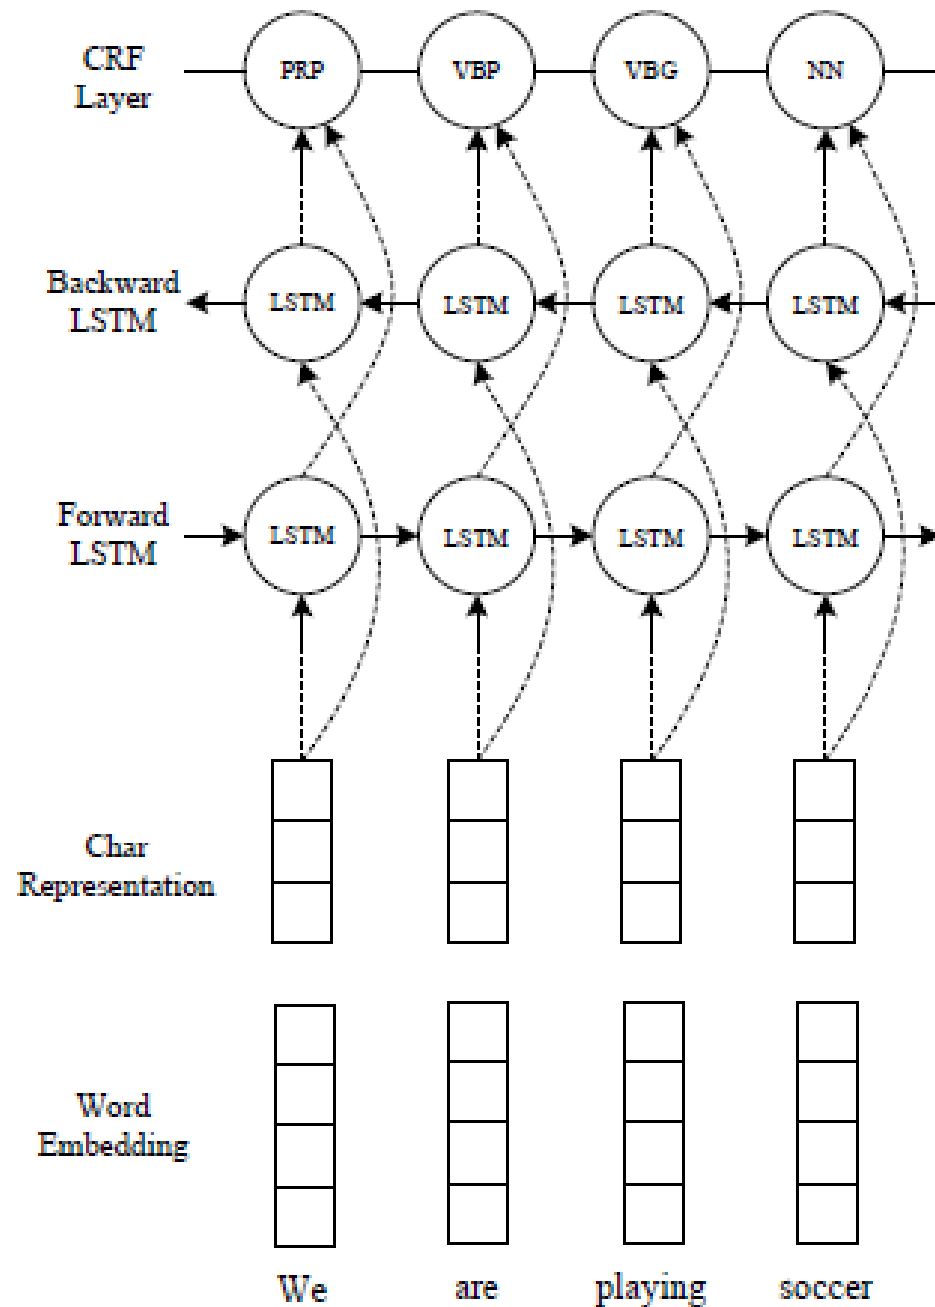 CRF
Layer
PRP VBP VBG NN
Backward
LSTM
LSTM LSTM LSTM LSTM
Forward
LSTM
LSTM LSTM LSTM LSTM
Char
Representation
Word
Embedding
We are playing soccer